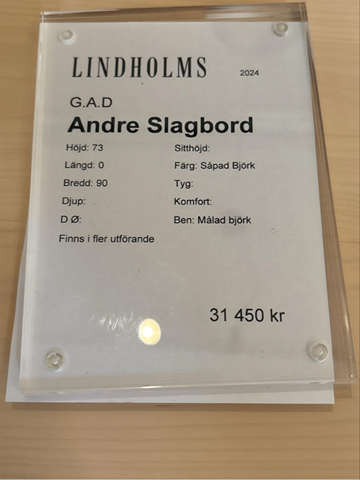 LINDHOLMS 2024
G.A.D
Andre Slagbord
Höjd: 73 Sitthöjd:
Längd: 0 Färg: Såpad Björk
Bredd: 90 Tyg:
Djup: Komfort:
D Ø: Ben: Målad björk
Finns i fler utförande
31 450 kr